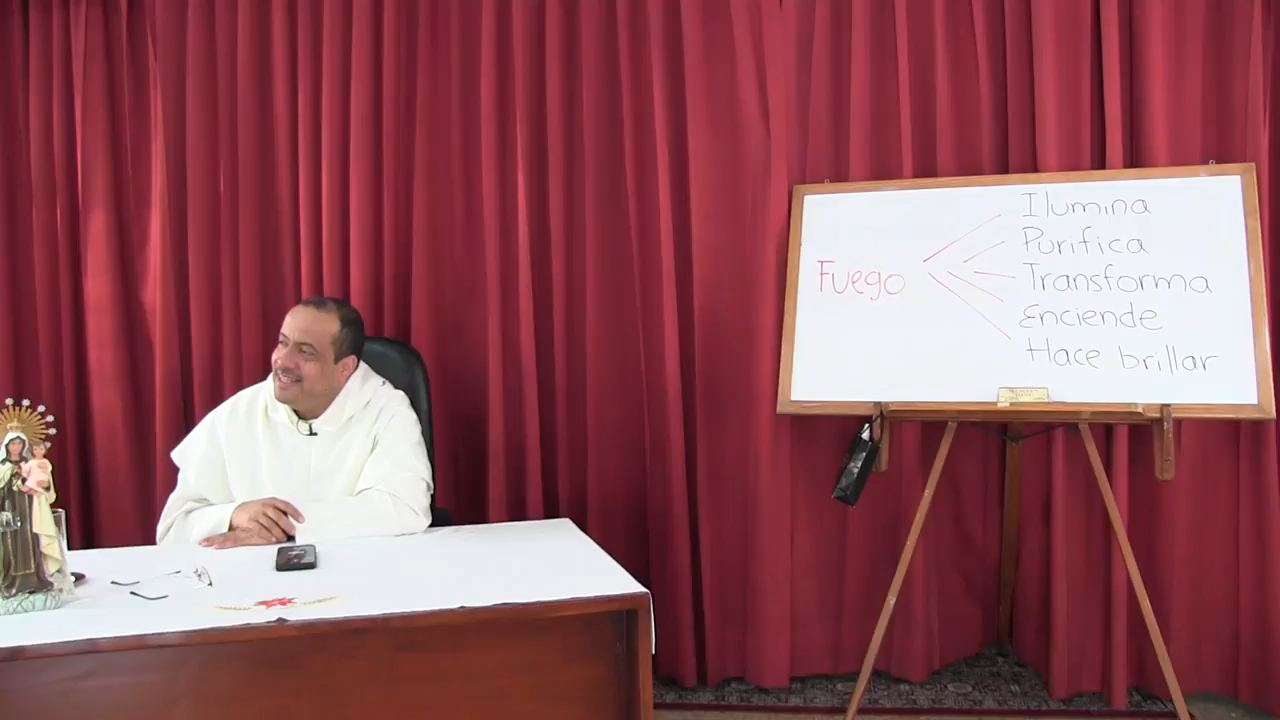 Fuego
Ilumina
Purifica
Transforma
Enciende
Hace brillar